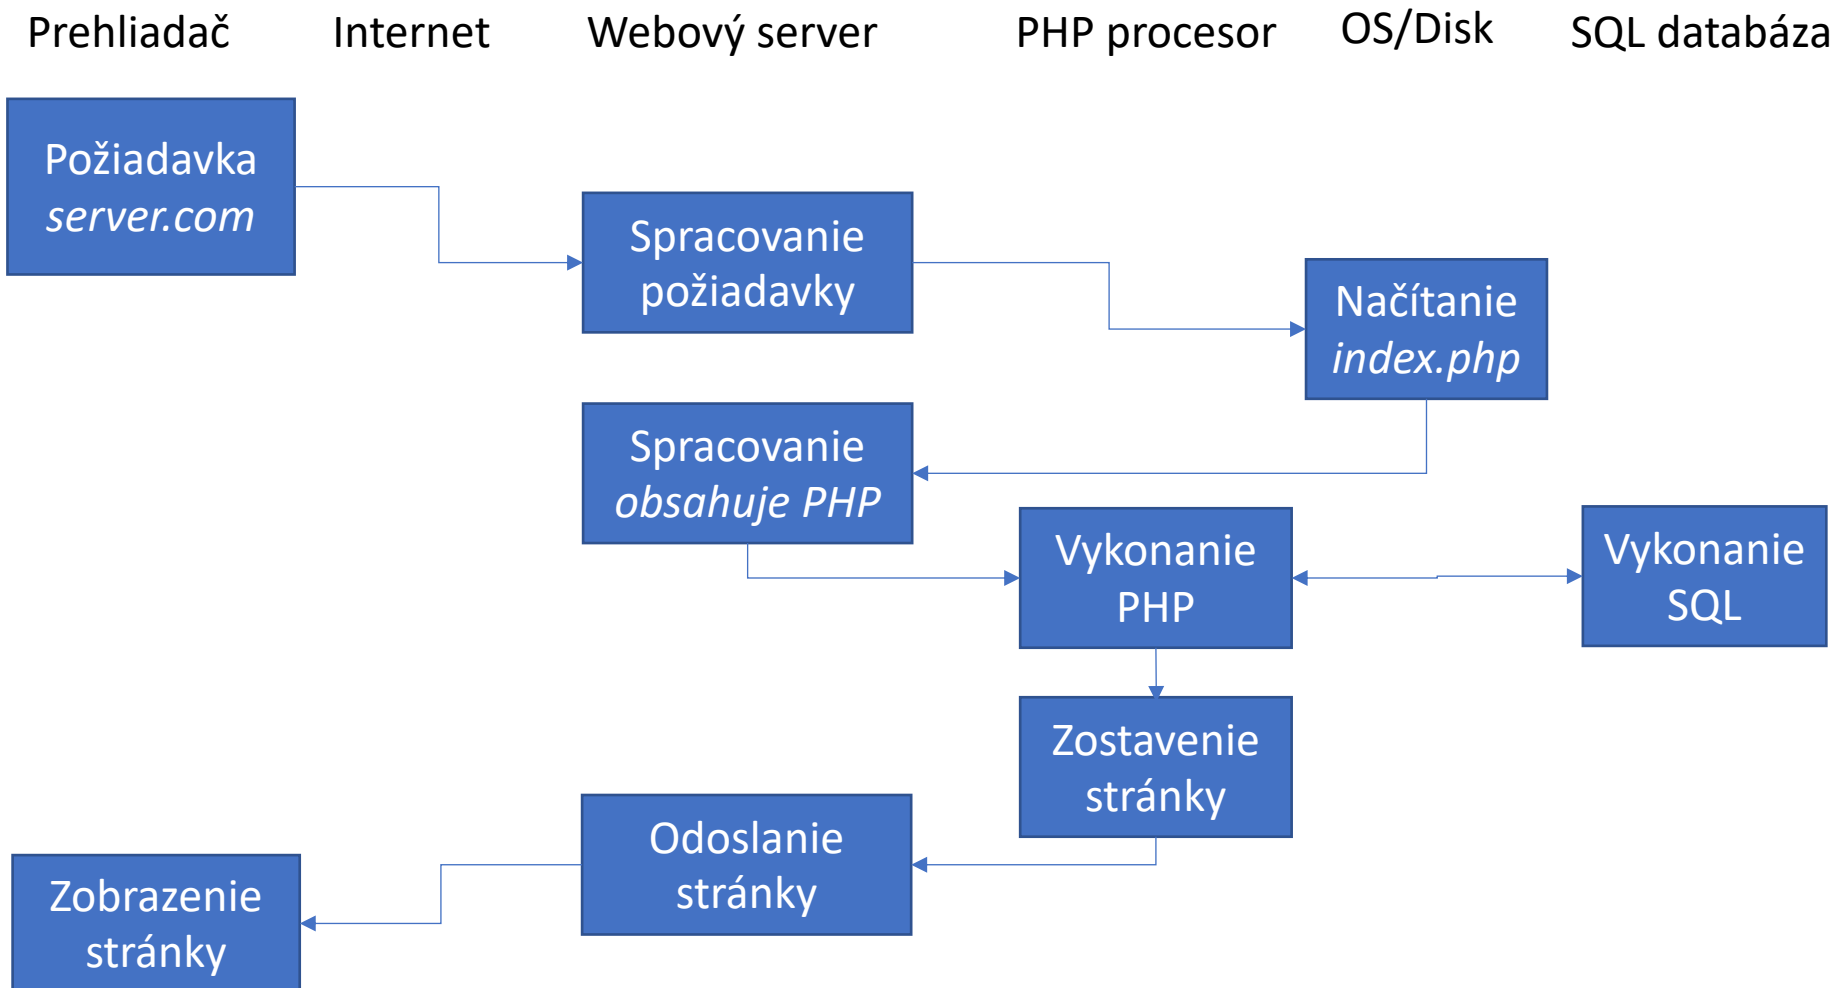 Prehliadač
Internet
Webový server
PHP procesor
OS/Disk
SQL databáza
Požiadavka
server.com
Spracovanie
požiadavky
Načítanie
index.php
Spracovanie
obsahuje PHP
Vykonanie
PHP
Vykonanie
SQL
Zostavenie
stránky
Odoslanie
stránky
Zobrazenie
stránky